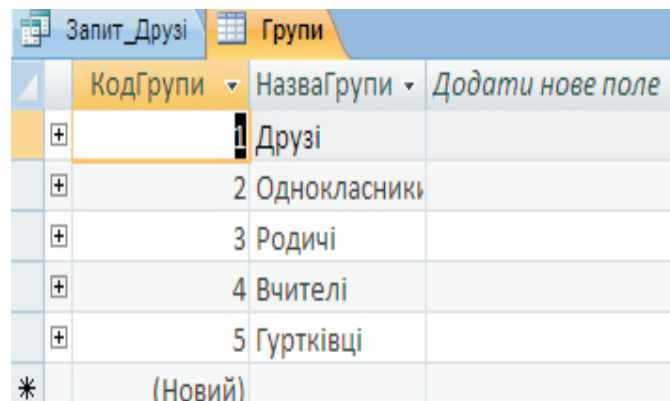 Запит_Друзі Групи
КодГрупи НазваГрупи Додати нове поле
1 Друзі
2 Однокласники
3 Родичі
4 Вчителі
5 Гуртківці
(Новий)